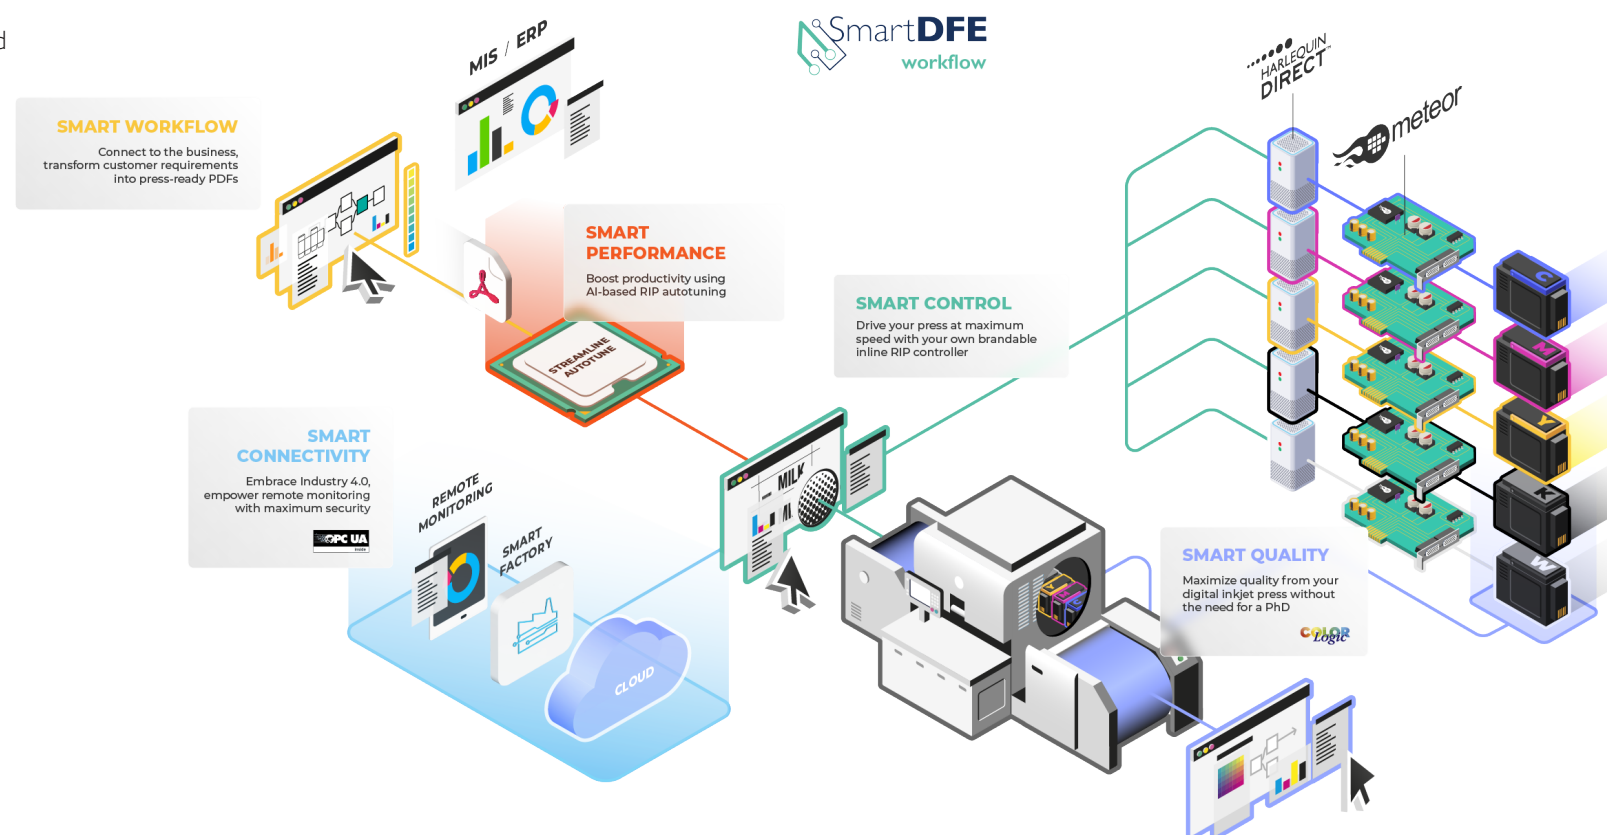 d
SmartDFE
workflow
MIS / ERP
SMART WORKFLOW
Connect to the business,
transform customer requirements
into press-ready PDFs
SMART
PERFORMANCE
Boost productivity using
AI-based RIP autotuning
STREAMLINE
AUTOTUNE
SMART CONTROL
Drive your press at maximum
speed with your own brandable
inline RIP controller
HARLEQUIN
DIRECT™
meteor
C
M
Y
K
W
SMART
CONNECTIVITY
Embrace Industry 4.0,
empower remote monitoring
with maximum security
OPC UA
Inside
REMOTE
MONITORING
SMART
FACTORY
CLOUD
MILK
Y
SMART QUALITY
Maximize quality from your
digital inkjet press without
the need for a PhD
COLOR
Logic